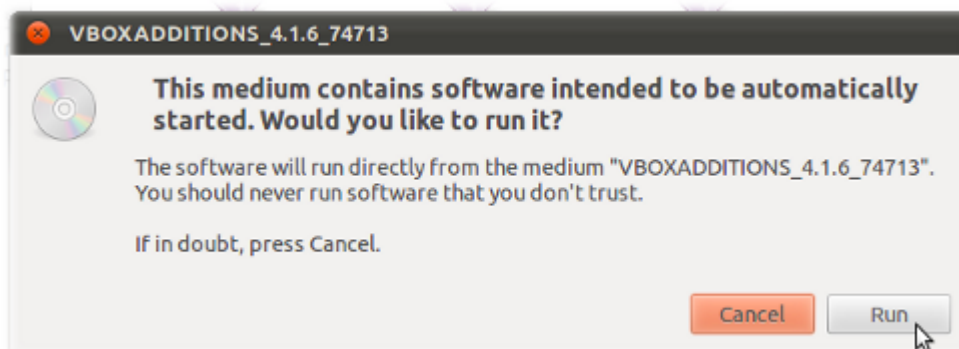 VBOXADDITIONS_4.1.6_74713
This medium contains software intended to be automatically
started. Would you like to run it?
The software will run directly from the medium "VBOXADDITIONS_4.1.6_74713".
You should never run software that you don't trust.
If in doubt, press Cancel.
Cancel Run